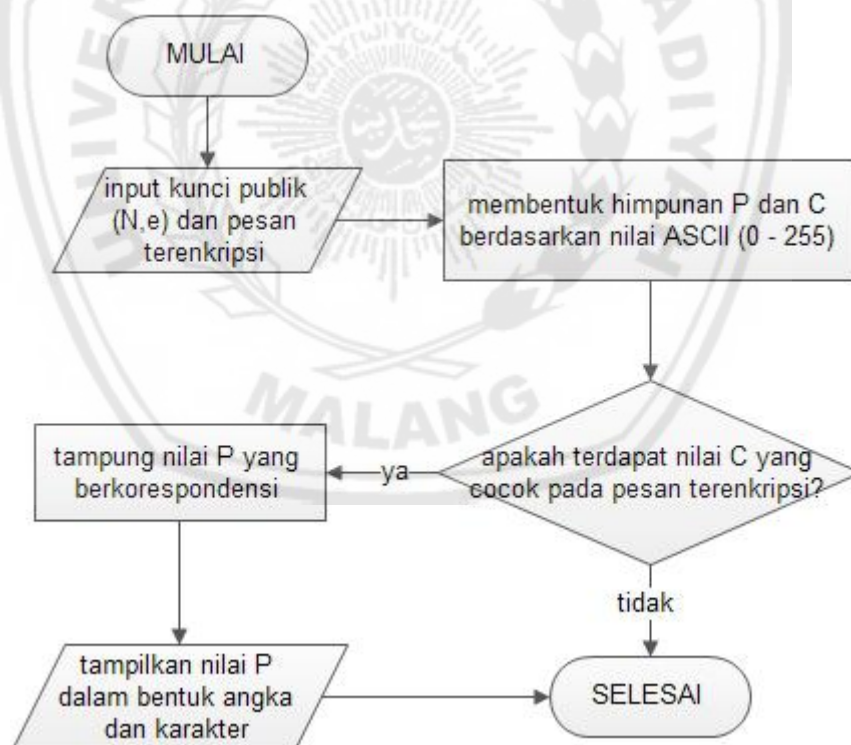 MULAI
input kunci publik
(N,e) dan pesan
terenkripsi
membentuk himpunan P dan C
berdasarkan nilai ASCII (0 - 255)
apakah terdapat nilai C yang
cocok pada pesan terenkripsi?
ya
tampung nilai P yang
berkorespondensi
tidak
tampilkan nilai P
dalam bentuk angka
dan karakter
SELESAI
MALANG